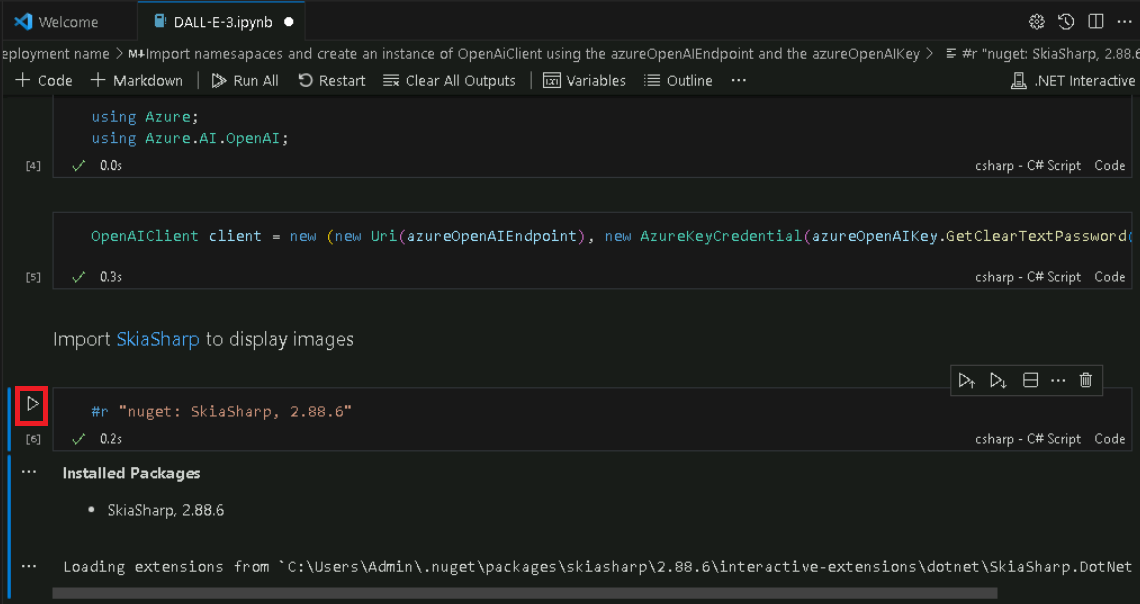 Welcome
DALL-E-3.ipynb
eployment name > M↓Import namesapaces and create an instance of OpenAiClient using the azureOpenAIEndpoint and the azureOpenAIKey > #r "nuget: SkiaSharp, 2.88.6
+ Code + Markdown Run All Restart Clear All Outputs Variables Outline ... .NET Interactive
using Azure;
using Azure.AI.OpenAI;
[4] ✓ 0.0s csharp - C# Script Code
OpenAIClient client = new (new Uri(azureOpenAIEndpoint), new AzureKeyCredential(azureOpenAIKey.GetClearTextPassword(
[5] ✓ 0.3s csharp - C# Script Code
Import SkiaSharp to display images
#r "nuget: SkiaSharp, 2.88.6"
[6] ✓ 0.2s csharp - C# Script Code
... Installed Packages
• SkiaSharp, 2.88.6
... Loading extensions from `C:\Users\Admin\.nuget\packages\skiasharp\2.88.6\interactive-extensions\dotnet\SkiaSharp.DotNet